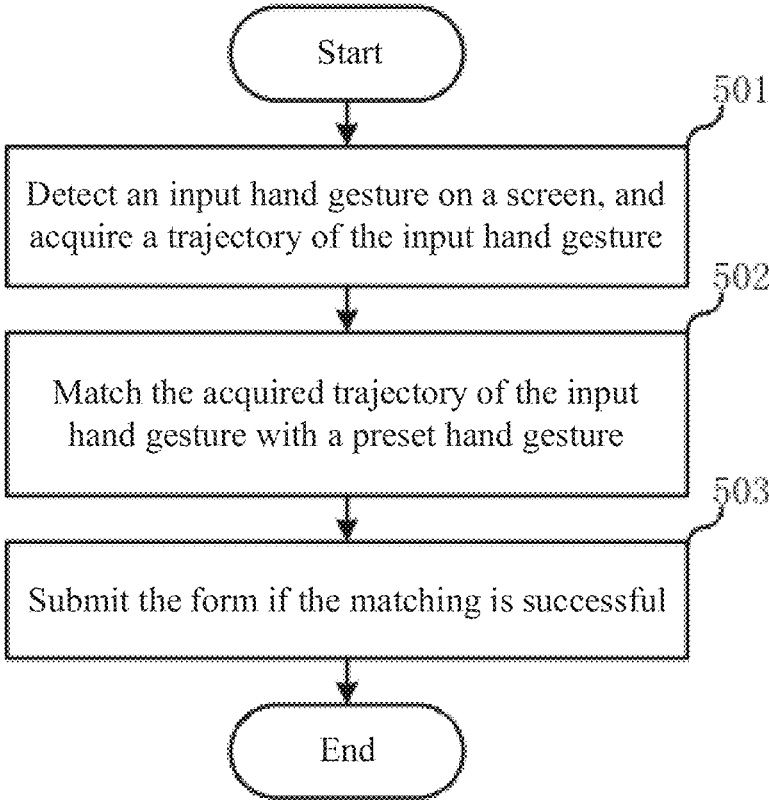 Start
501
Detect an input hand gesture on a screen, and
acquire a trajectory of the input hand gesture
502
Match the acquired trajectory of the input
hand gesture with a preset hand gesture
503
Submit the form if the matching is successful
End